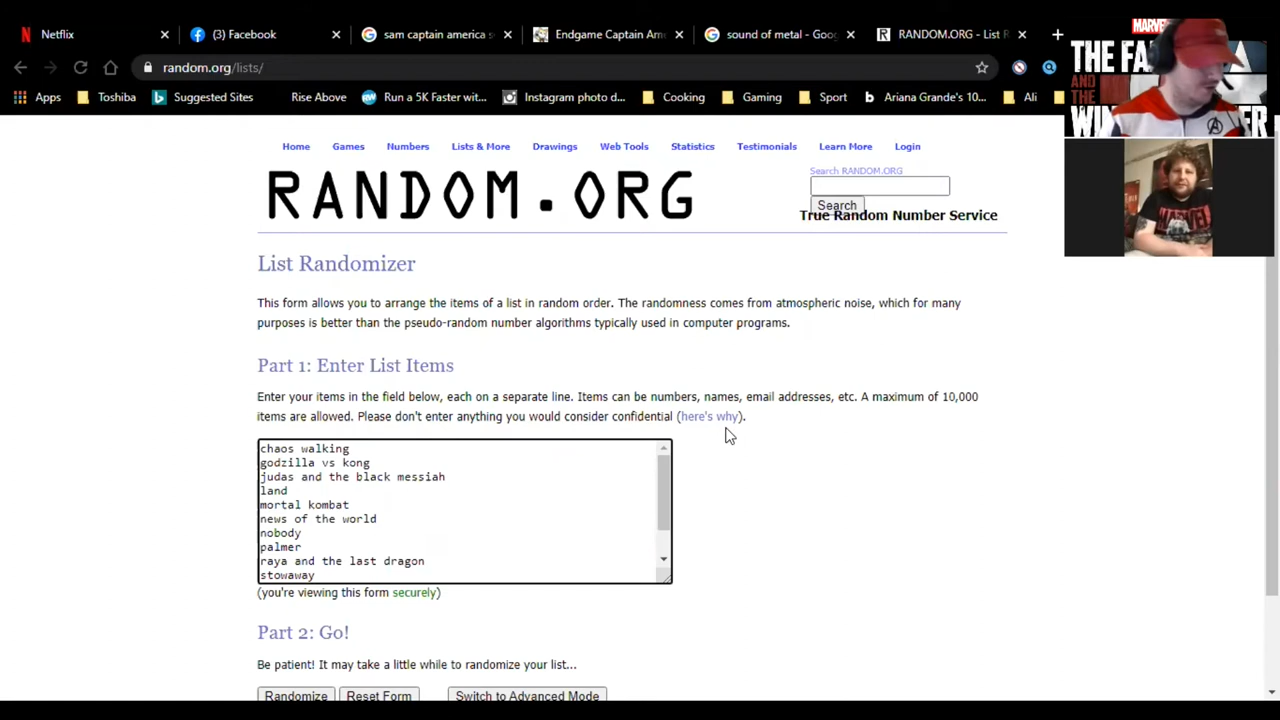 Netflix
(3) Facebook
sam captain america s
Endgame Captain Am
sound of metal - Goo
RANDOM.ORG - List R
random.org/lists/
Apps
Toshiba
Suggested Sites
Rise Above
Run a 5K Faster wit...
Instagram photo d...
Cooking
Gaming
Sport
Ariana Grande's 10...
Ali
MARVEL
THE FA
AND THE
WIN
ER
MARVEL
Home Games Numbers Lists & More Drawings Web Tools Statistics Testimonials Learn More Login
RANDOM.ORG
Search RANDOM.ORG
Search
True Random Number Service
List Randomizer
This form allows you to arrange the items of a list in random order. The randomness comes from atmospheric noise, which for many
purposes is better than the pseudo-random number algorithms typically used in computer programs.
Part 1: Enter List Items
Enter your items in the field below, each on a separate line. Items can be numbers, names, email addresses, etc. A maximum of 10,000
items are allowed. Please don't enter anything you would consider confidential (here's why).
chaos walking
godzilla vs kong
judas and the black messiah
land
mortal kombat
news of the world
nobody
palmer
raya and the last dragon
stowaway
(you're viewing this form securely)
Part 2: Go!
Be patient! It may take a little while to randomize your list...
Randomize Reset Form Switch to Advanced Mode